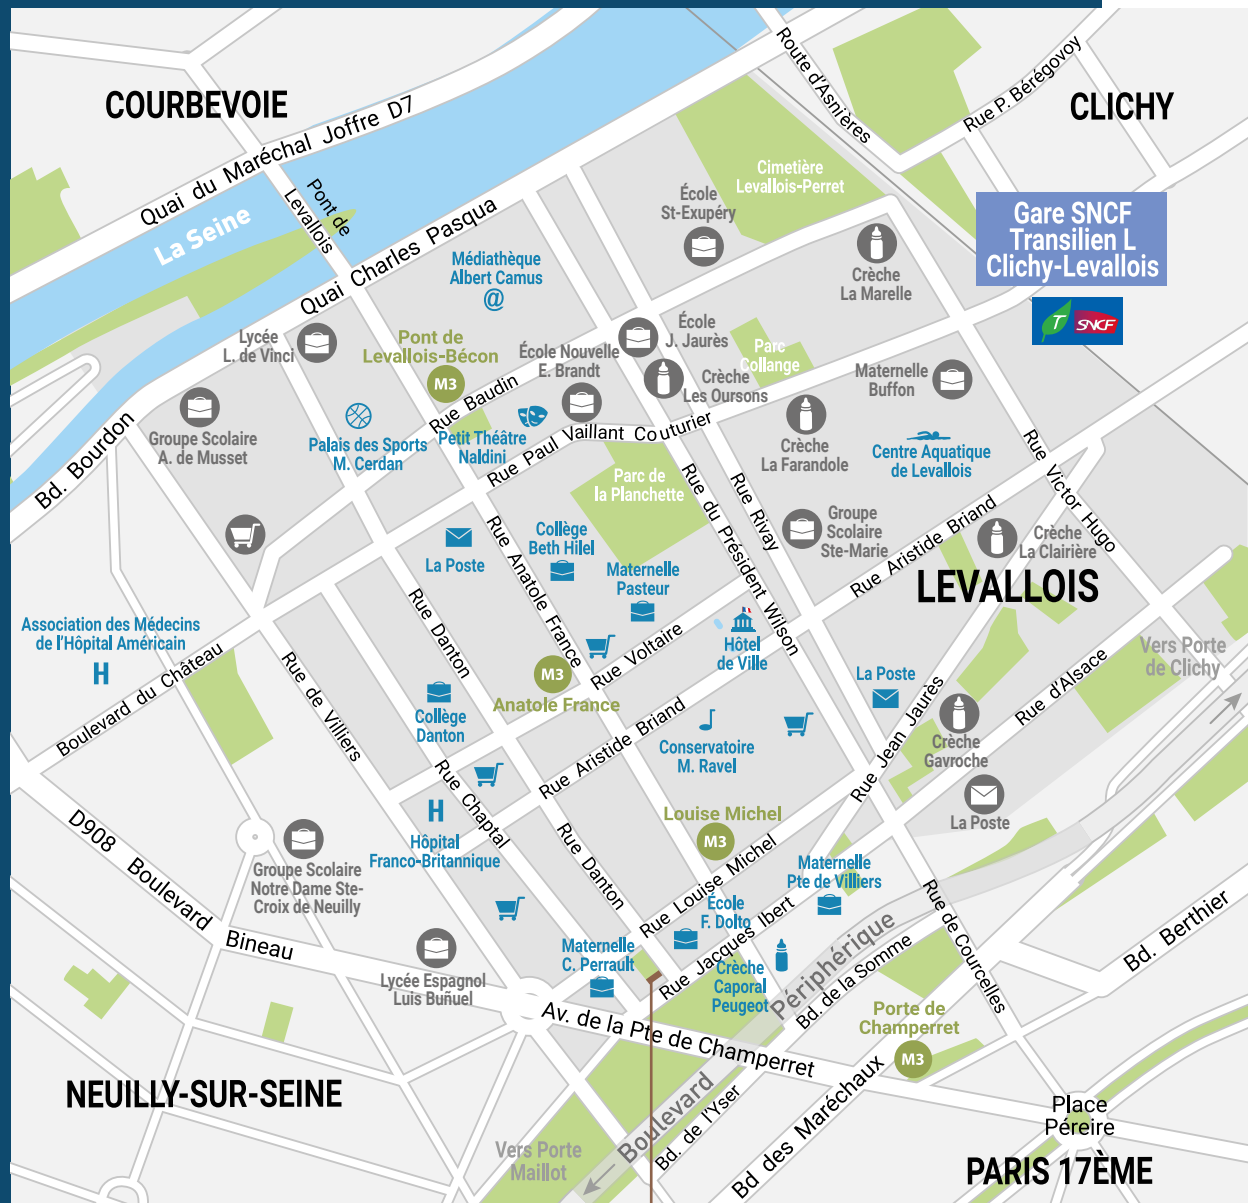 COURBEVOIE
Quai du Maréchal Joffre D7
La Seine
Pont de
Levallois
Quai Charles Pasqua
Route d'Asnières
Rue P. Bérégovoy
CLICHY
Cimetière
Levallois-Perret
École
St-Exupéry
Crèche
La Marelle
Gare SNCF
Transilien L
Clichy-Levallois
T SNCF
Médiathèque
Albert Camus
@
Lycée
L. de Vinci
Pont de
Levallois-Bécon
M3
École Nouvelle
E. Brandt
École
J. Jaurès
Parc
Collange
Crèche
Les Oursons
Maternelle
Buffon
Groupe Scolaire
A. de Musset
Bd. Bourdon
Palais des Sports
M. Cerdan
Rue Baudin
Petit Théâtre
Naldini
Rue Paul Vaillant Couturier
Crèche
La Farandole
Centre Aquatique
de Levallois
Parc de
la Planchette
Rue du Président Wilson
Rue Rivay
Rue Victor Hugo
Groupe
Scolaire
Ste-Marie
Rue Aristide Briand
Crèche
La Clairière
LEVALLOIS
La Poste
Rue Anatole France
Collège
Beth Hilel
Maternelle
Pasteur
Rue Danton
Association des Médecins
de l'Hôpital Américain
H
Boulevard du Château
Rue de Villiers
Rue Voltaire
Hôtel
de Ville
M3
Anatole France
La Poste
Vers Porte
de Clichy
Rue d'Alsace
Collège
Danton
Rue Aristide Briand
Conservatoire
M. Ravel
Rue Jean Jaurès
Crèche
Gavroche
La Poste
Rue Chaptal
H
Hôpital
Franco-Britannique
Rue Danton
Louise Michel
M3
Rue Louise Michel
D908 Boulevard Bineau
Groupe Scolaire
Notre Dame Ste-
Croix de Neuilly
Maternelle
Pte de Villiers
Rue de Courcelles
École
F. Dolto
Rue Jacques Ibert
Maternelle
C. Perrault
Lycée Espagnol
Luis Buñuel
Crèche
Caporal
Peugeot
Boulevard Périphérique
Bd. de la Somme
Bd. Berthier
Av. de la Pte de Champerret
Porte de
Champerret
M3
NEUILLY-SUR-SEINE
Bd. de l'Yser
Bd des Maréchaux
Vers Porte
Maillot
Place
Péreire
PARIS 17ÈME